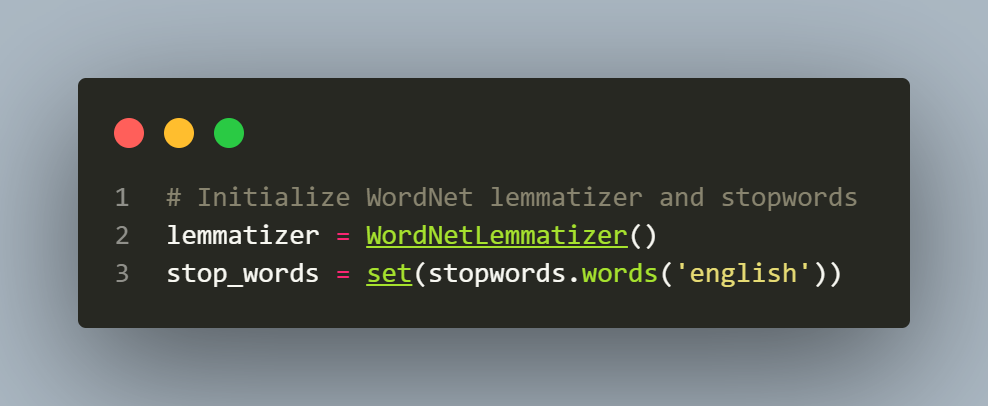 1 # Initialize WordNet lemmatizer and stopwords
2 lemmatizer = WordNetLemmatizer()
3 stop_words = set(stopwords.words('english'))